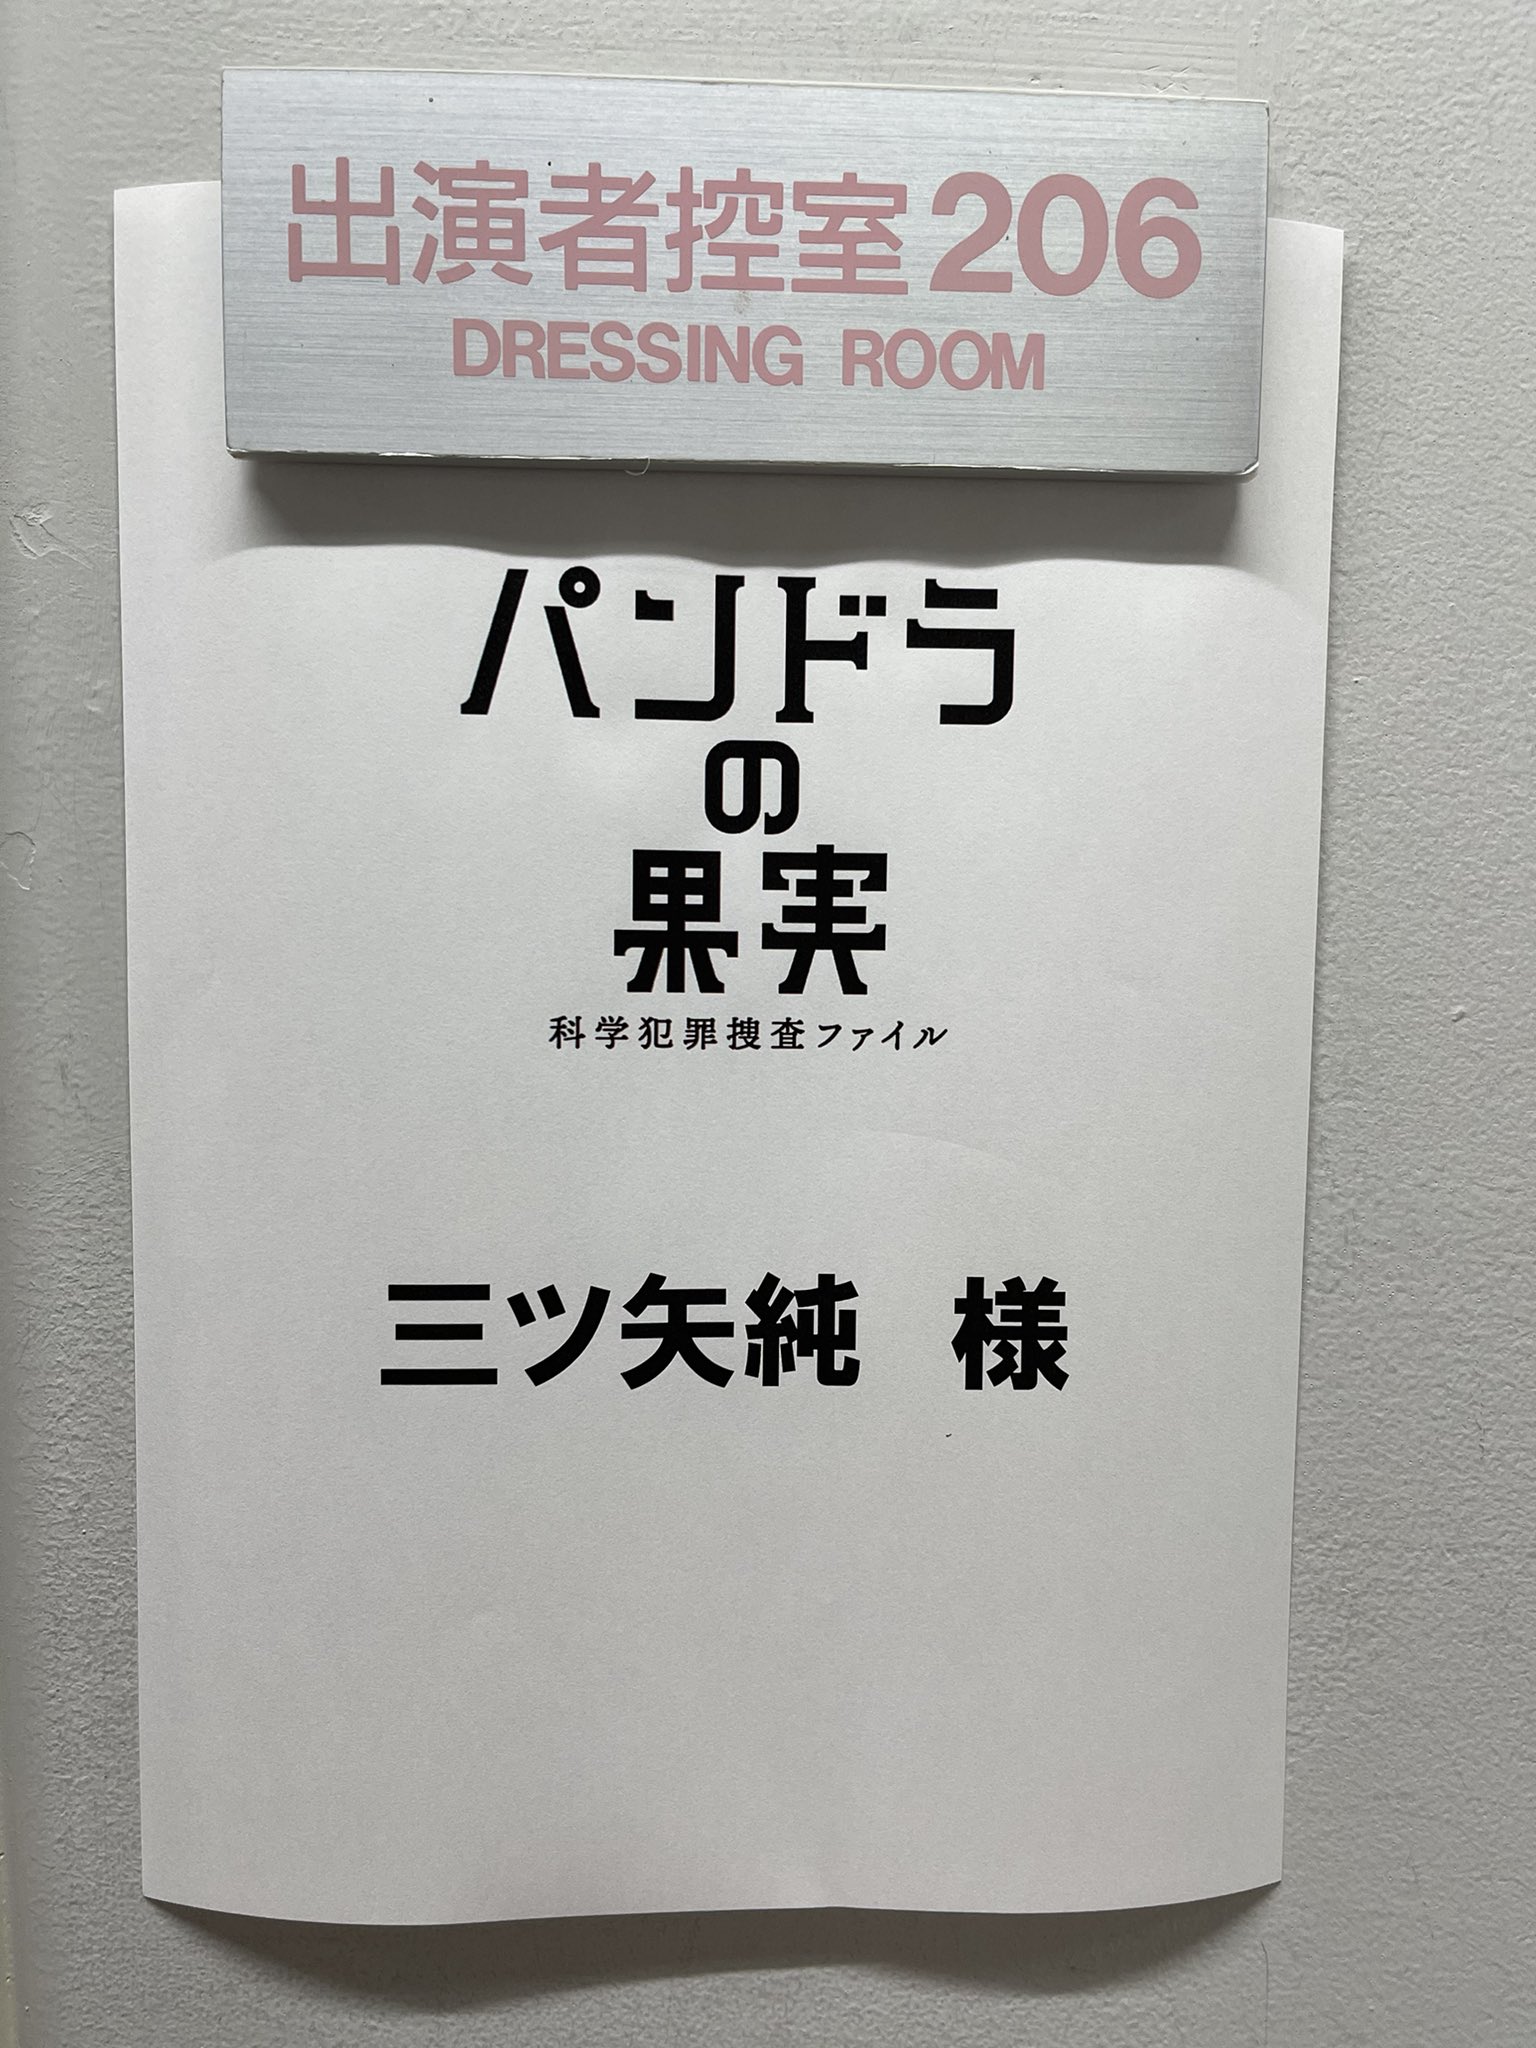 出演者控室206
DRESSING ROOM
パンドラ
の
果実
科学犯罪捜査ファイル
三ツ矢純 様